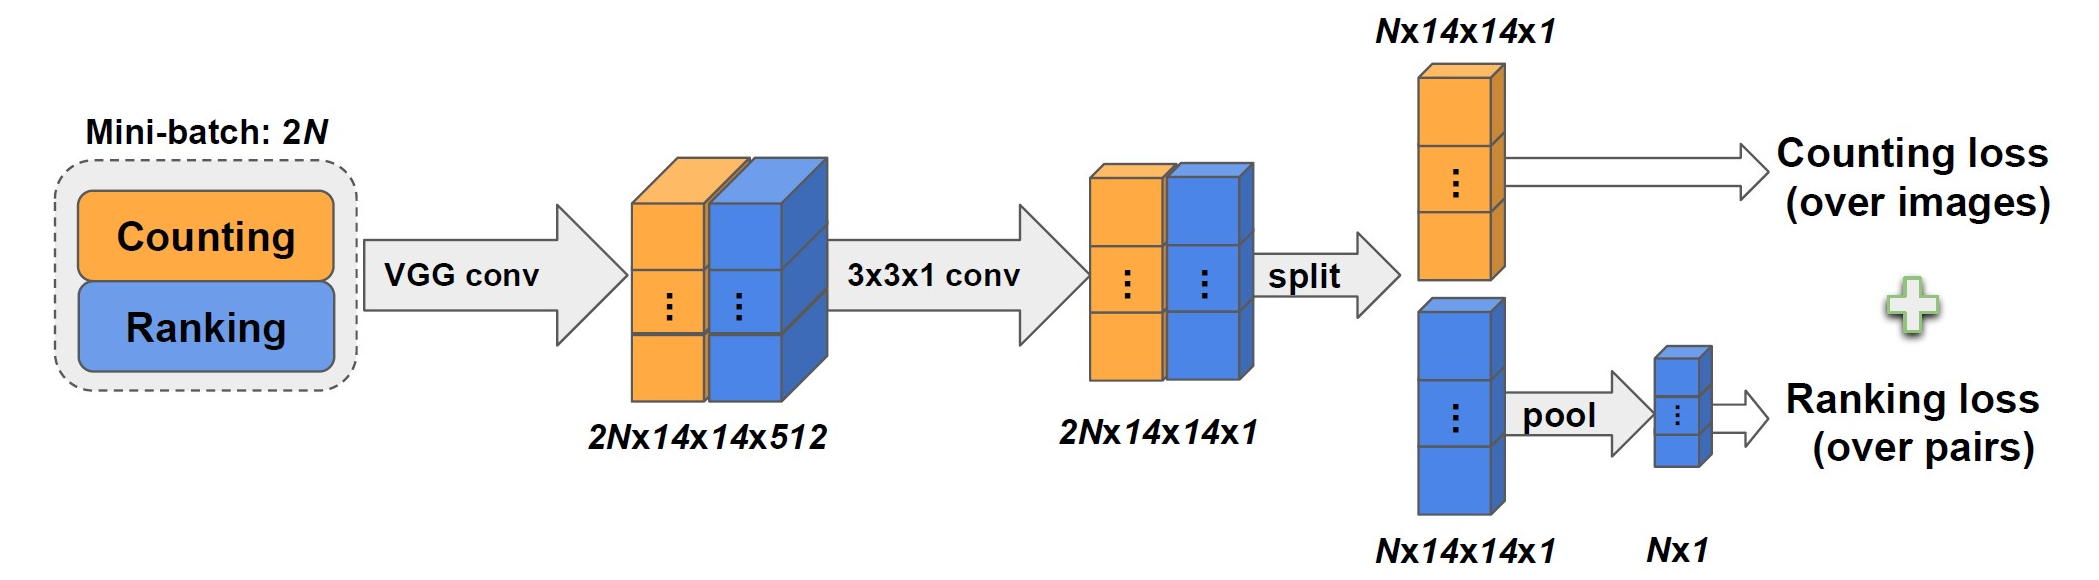 Mini-batch: 2N
Counting
Ranking
VGG conv
2Nx14x14x512
3x3x1 conv
2Nx14x14x1
split
Nx14x14x1
Counting loss
(over images)
Nx14x14x1
pool
Nx1
Ranking loss
(over pairs)